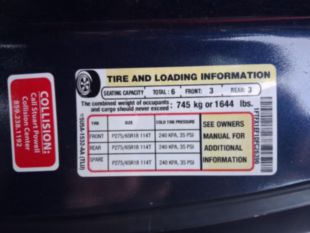 COLLISION:
Call Stuart Powell
Collision Center
859.238.1192
TIRE AND LOADING INFORMATION
SEATING CAPACITY TOTAL: 6 FRONT: 3 REAR: 3
The combined weight of occupants
and cargo should never exceed: 745 kg or 1644 lbs.
TIRE SIZE COLD TIRE PRESSURE
FRONT P275/65R18 114T 240 KPA, 35 PSI
REAR P275/65R18 114T 240 KPA, 35 PSI
SPARE P275/65R18 114T 240 KPA, 35 PSI
SEE OWNERS
MANUAL FOR
ADDITIONAL
INFORMATION